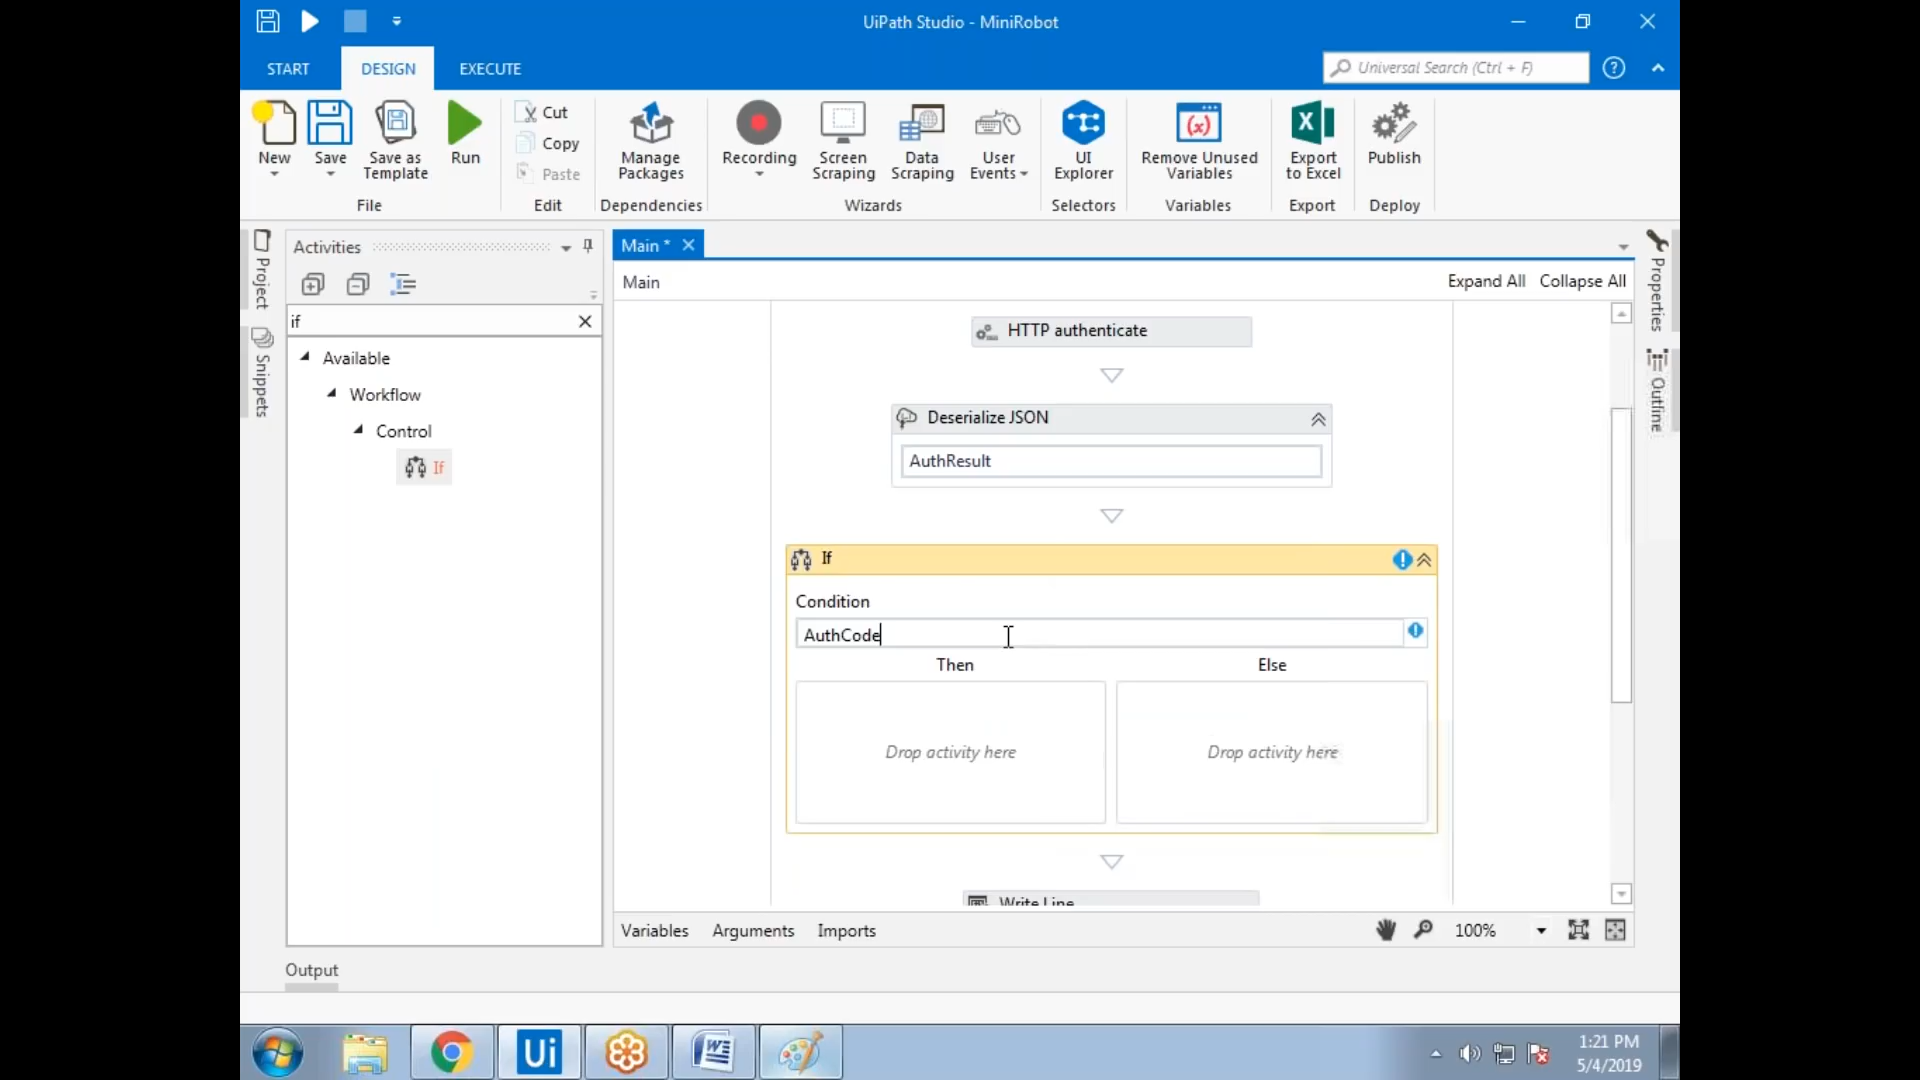 UiPath Studio - MiniRobot
START
DESIGN
EXECUTE
Universal Search (Ctrl + F)
New
Save
Save as
Template
Run
File
Cut
Copy
Paste
Edit
Manage
Packages
Dependencies
Recording
Screen
Scraping
Data
Scraping
User
Events
Wizards
UI
Explorer
Selectors
Remove Unused
Variables
Variables
Export
to Excel
Export
Publish
Deploy
Project
Snippets
Activities
if
Available
Workflow
Control
If
Main *
Main
Expand All
Collapse All
HTTP authenticate
Deserialize JSON
AuthResult
If
Condition
AuthCode
Then
Else
Drop activity here
Drop activity here
Write Line
Properties
Outline
Variables
Arguments
Imports
100%
Output
Ui
1:21 PM
5/4/2019